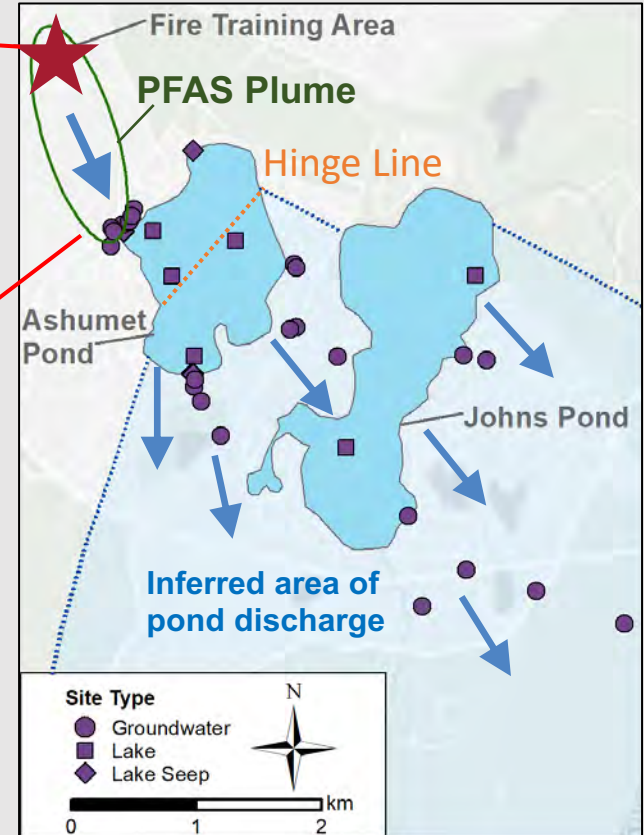 Fire Training Area
PFAS Plume
Hinge Line
Ashumet
Pond
Johns Pond
Inferred area of
pond discharge
Site Type
Groundwater
Lake
Lake Seep
N
km
0 1 2